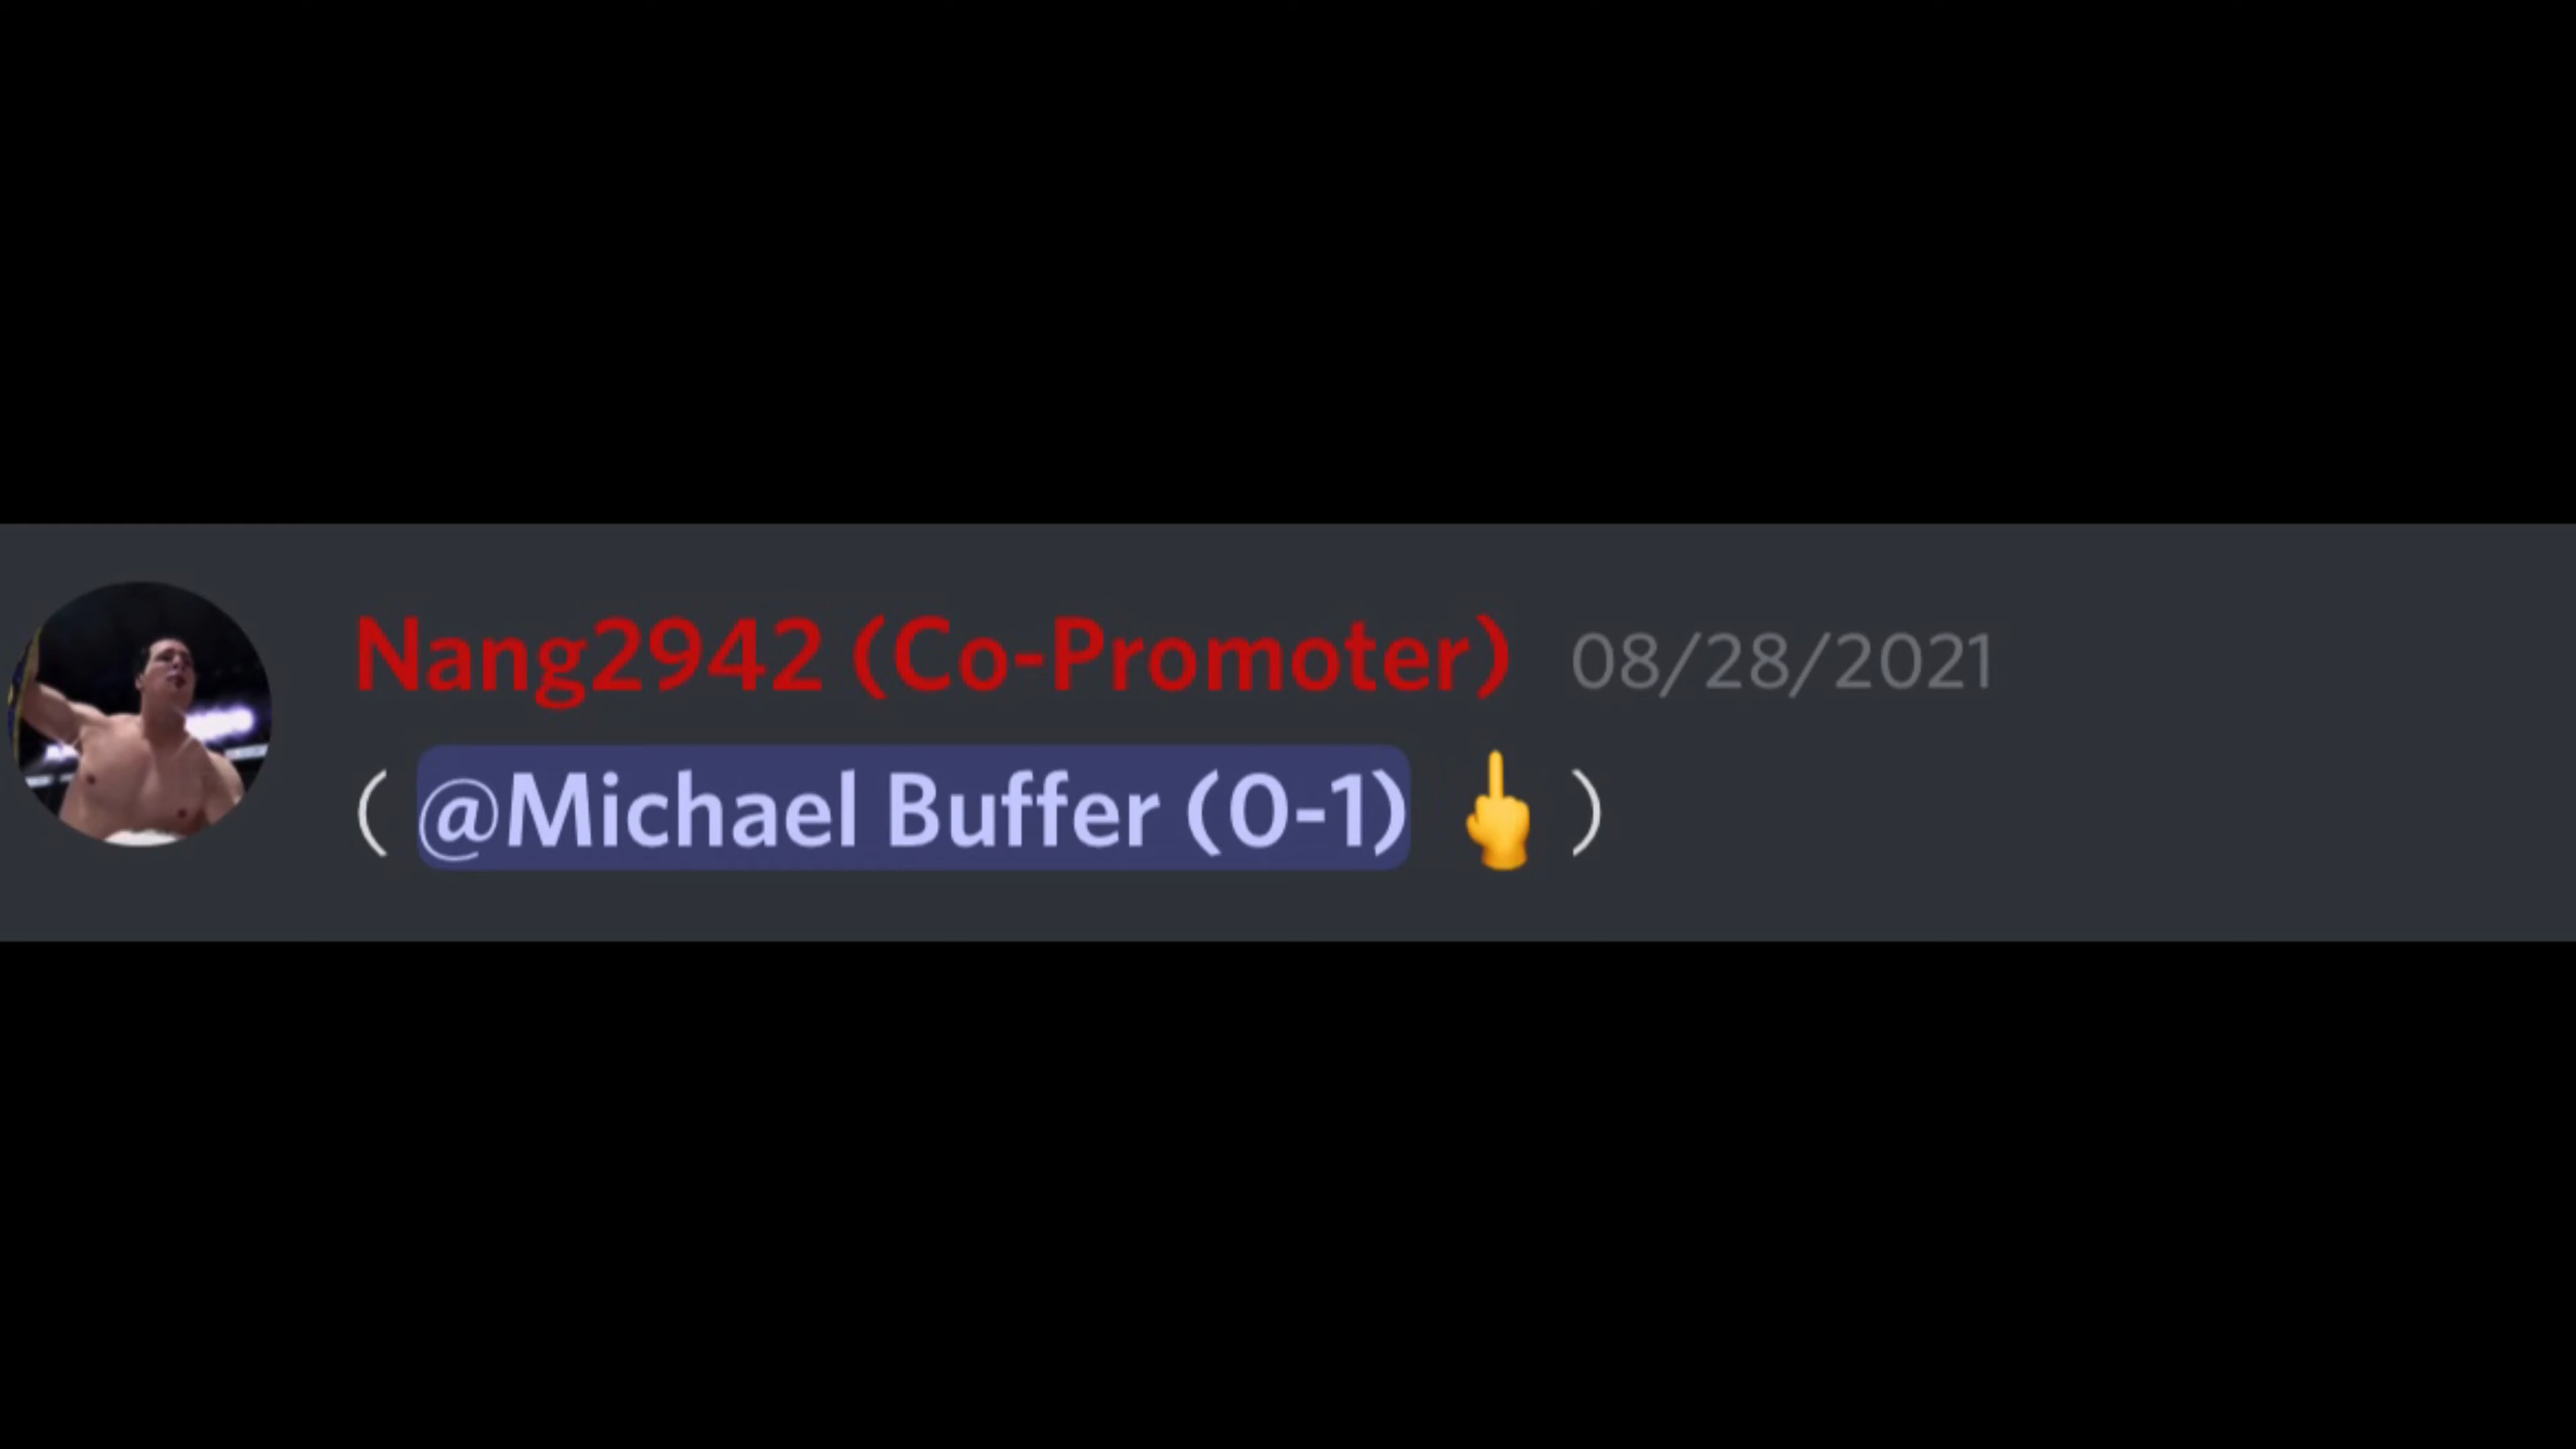 Nang2942 (Co-Promoter) 08/28/2021
( @Michael Buffer (0-1) 🖕 )